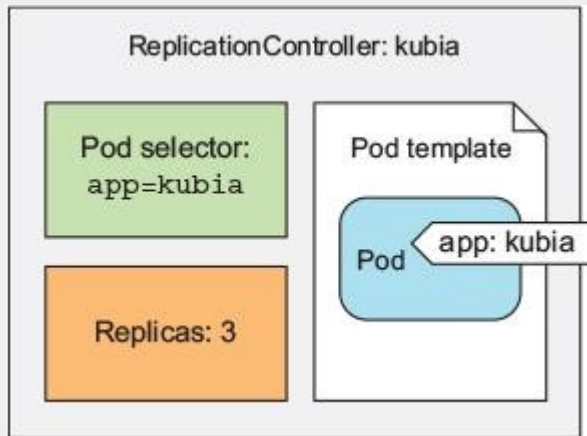 ReplicationController: kubia
Pod selector:
app=kubia
Replicas: 3
Pod template
Pod
app: kubia